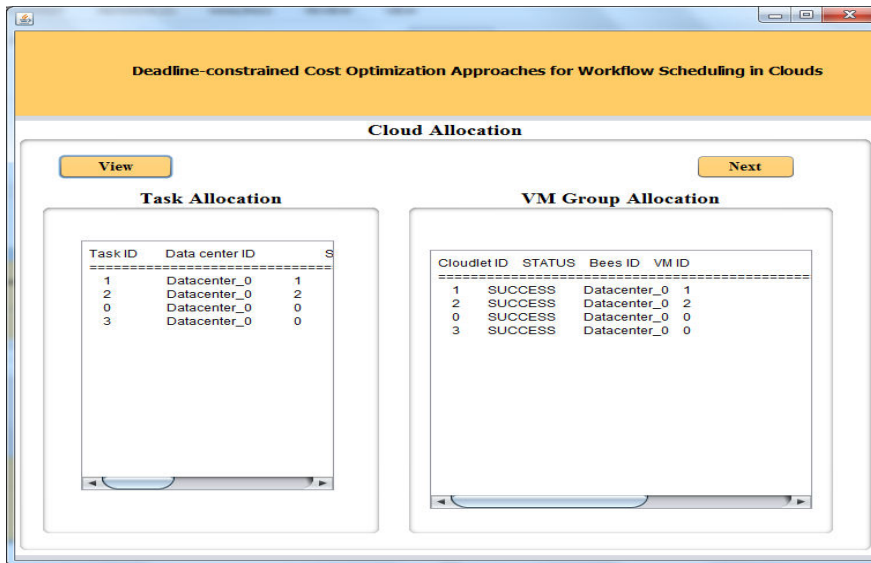 Deadline-constrained Cost Optimization Approaches for Workflow Scheduling in Clouds
Cloud Allocation
View
Next
Task Allocation
Task ID Data center ID S
=================================
1 Datacenter_0 1
2 Datacenter_0 2
0 Datacenter_0 0
3 Datacenter_0 0
VM Group Allocation
Cloudlet ID STATUS Bees ID VM ID
==================================================
1 SUCCESS Datacenter_0 1
2 SUCCESS Datacenter_0 2
0 SUCCESS Datacenter_0 0
3 SUCCESS Datacenter_0 0